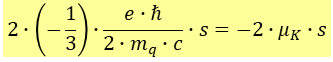 2 · (−1/3) · (e · ℏ)/(2 · m_q · c) · s = −2 · μ_K · s